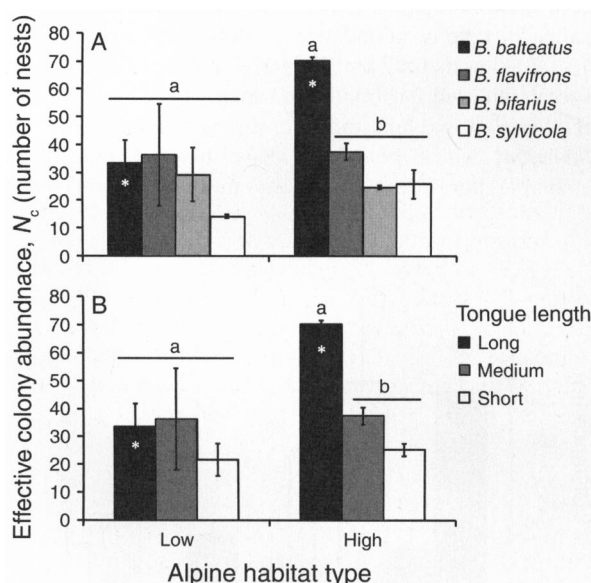 Effective colony abundnace, N_c (number of nests)
A
80
70
60
50
40
30
20
10
0
a
*
a
*
b
B. balteatus
B. flavifrons
B. bifarius
B. sylvicola
B
80
70
60
50
40
30
20
10
0
a
*
a
*
b
Tongue length
Long
Medium
Short
Low
High
Alpine habitat type